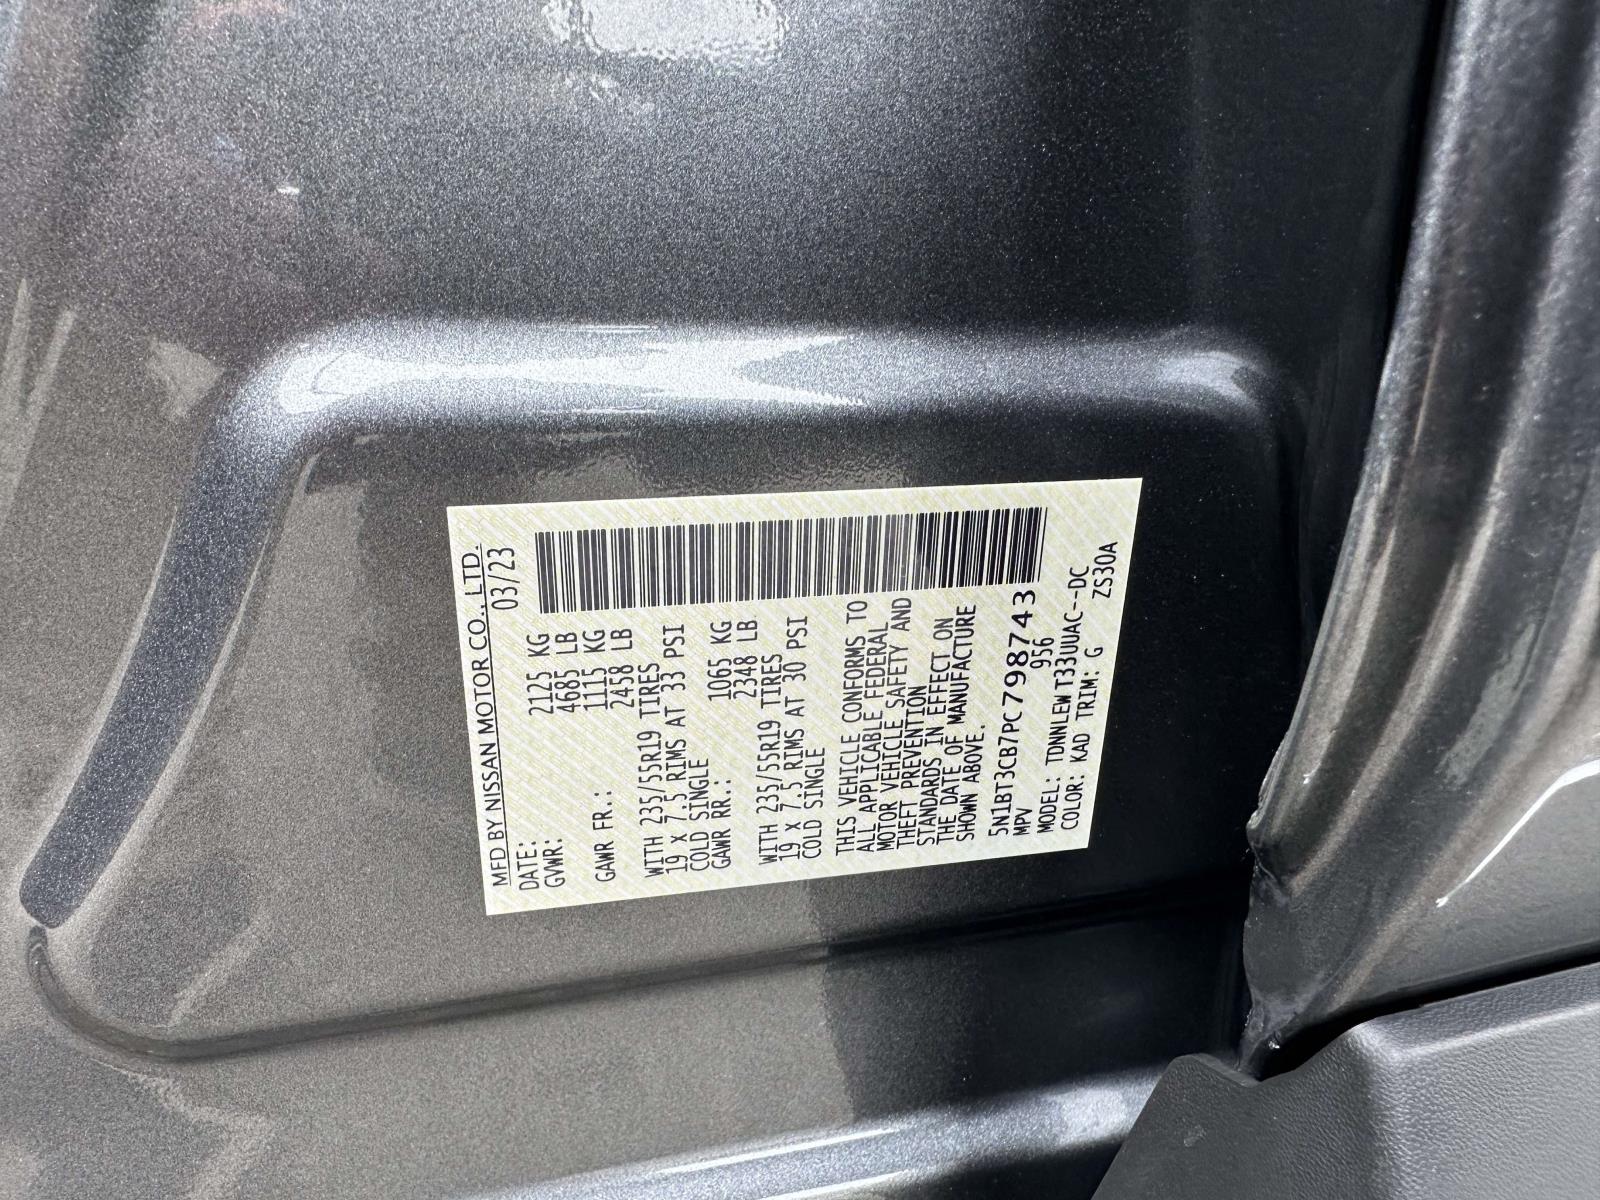 MFD BY NISSAN MOTOR CO., LTD.
DATE: 03/23
GVWR: 2125 KG
4685 LB
GAWR FR.: 1115 KG
2458 LB
WITH 235/55R19 TIRES
19 X 7.5 RIMS AT 33 PSI
COLD SINGLE
GAWR RR.: 1065 KG
2348 LB
WITH 235/55R19 TIRES
19 X 7.5 RIMS AT 30 PSI
COLD SINGLE
THIS VEHICLE CONFORMS TO
ALL APPLICABLE FEDERAL
MOTOR VEHICLE SAFETY AND
THEFT PREVENTION
STANDARDS IN EFFECT ON
THE DATE OF MANUFACTURE
SHOWN ABOVE.
5N1BT3CB7PC798743
MPV 956
MODEL: TDNNLEW T33UUAC--DC
COLOR: KAD TRIM: G ZS30A